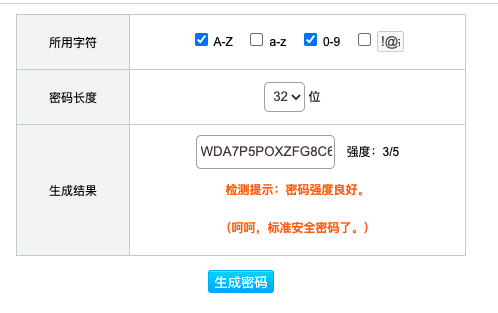 所用字符 A-Z a-z 0-9 !@;
密码长度 32 位
生成结果 WDA7P5POXZFG8C6 强度：3/5
检测提示：密码强度良好。
（呵呵，标准安全密码了。）
生成密码